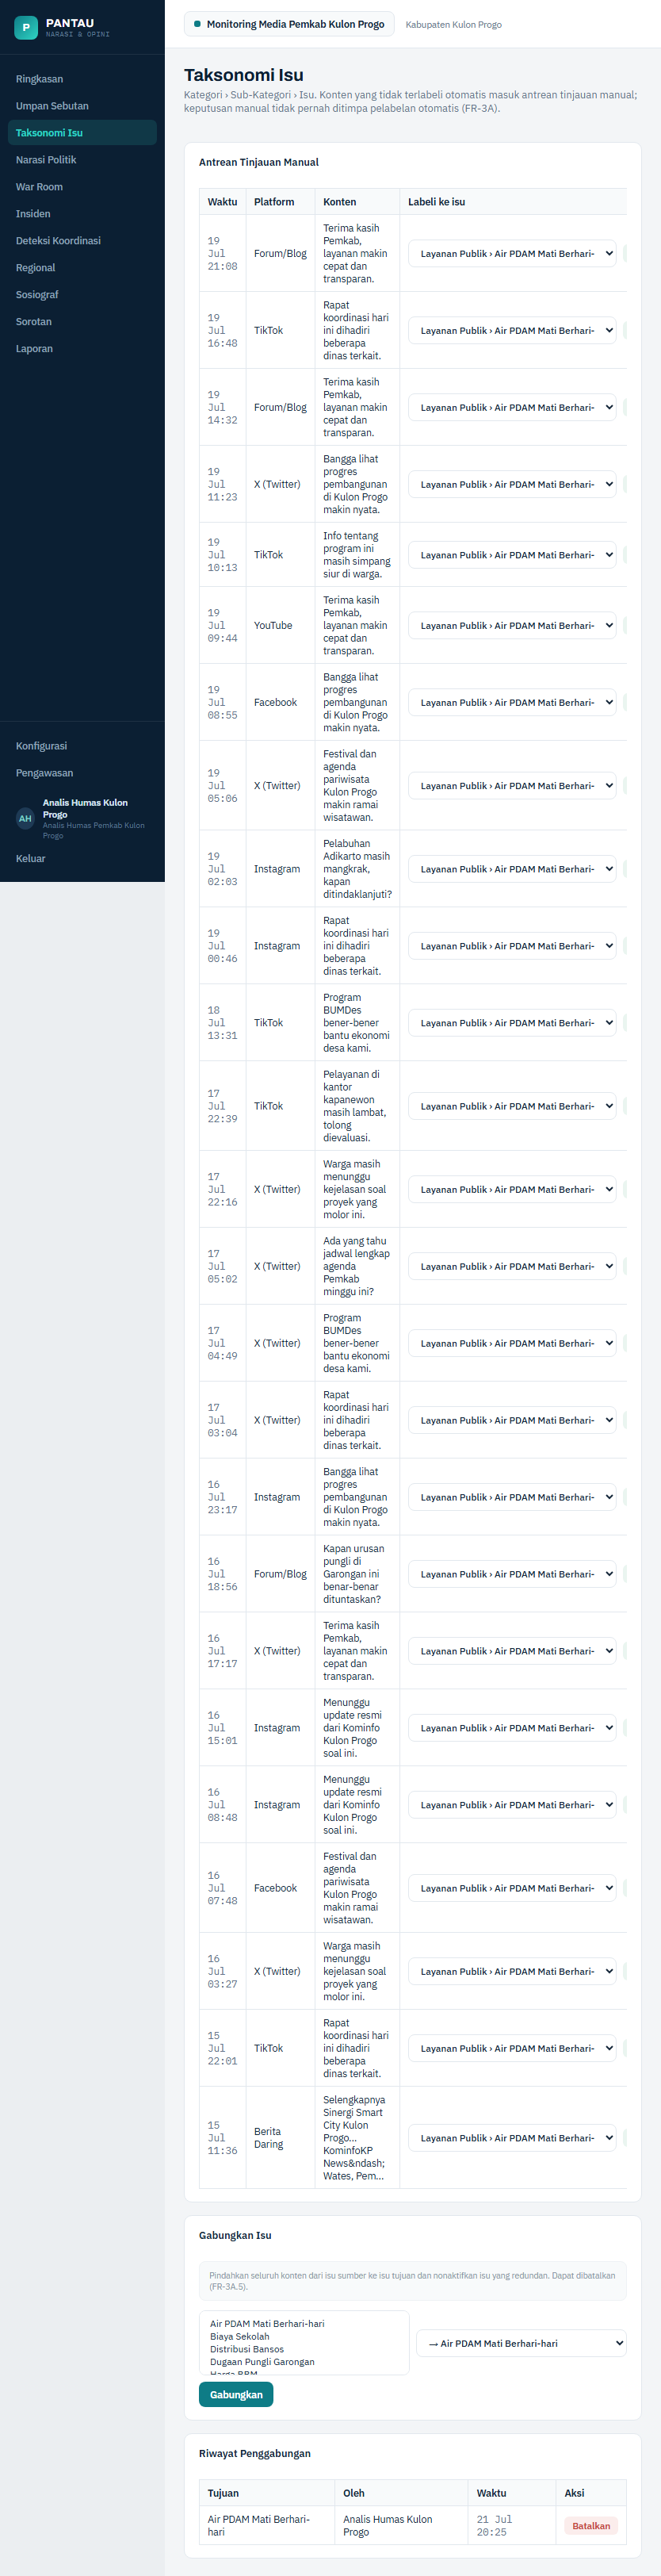 P
PANTAU
NARASI & OPINI
Ringkasan
Umpan Sebutan
Taksonomi Isu
Narasi Politik
War Room
Insiden
Deteksi Koordinasi
Regional
Sosiograf
Sorotan
Laporan
Konfigurasi
Pengawasan
AH
Analis Humas Kulon
Progo
Analis Humas Pemkab Kulon
Progo
Keluar
Monitoring Media Pemkab Kulon Progo
Kabupaten Kulon Progo
Taksonomi Isu
Kategori › Sub-Kategori › Isu. Konten yang tidak terlabeli otomatis masuk antrean tinjauan manual;
keputusan manual tidak pernah ditimpa pelabelan otomatis (FR-3A).
Antrean Tinjauan Manual
Waktu Platform Konten Labeli ke isu
19
Jul
21:08
Forum/Blog
Terima kasih
Pemkab,
layanan makin
cepat dan
transparan.
Layanan Publik › Air PDAM Mati Berhari-
19
Jul
16:48
TikTok
Rapat
koordinasi hari
ini dihadiri
beberapa
dinas terkait.
Layanan Publik › Air PDAM Mati Berhari-
19
Jul
14:32
Forum/Blog
Terima kasih
Pemkab,
layanan makin
cepat dan
transparan.
Layanan Publik › Air PDAM Mati Berhari-
19
Jul
11:23
X (Twitter)
Bangga lihat
progres
pembangunan
di Kulon Progo
makin nyata.
Layanan Publik › Air PDAM Mati Berhari-
19
Jul
10:13
TikTok
Info tentang
program ini
masih simpang
siur di warga.
Layanan Publik › Air PDAM Mati Berhari-
19
Jul
09:44
YouTube
Terima kasih
Pemkab,
layanan makin
cepat dan
transparan.
Layanan Publik › Air PDAM Mati Berhari-
19
Jul
08:55
Facebook
Bangga lihat
progres
pembangunan
di Kulon Progo
makin nyata.
Layanan Publik › Air PDAM Mati Berhari-
19
Jul
05:06
X (Twitter)
Festival dan
agenda
pariwisata
Kulon Progo
makin ramai
wisatawan.
Layanan Publik › Air PDAM Mati Berhari-
19
Jul
02:03
Instagram
Pelabuhan
Adikarto masih
mangkrak,
kapan
ditindaklanjuti?
Layanan Publik › Air PDAM Mati Berhari-
19
Jul
00:46
Instagram
Rapat
koordinasi hari
ini dihadiri
beberapa
dinas terkait.
Layanan Publik › Air PDAM Mati Berhari-
18
Jul
13:31
TikTok
Program
BUMDes
bener-bener
bantu ekonomi
desa kami.
Layanan Publik › Air PDAM Mati Berhari-
17
Jul
22:39
TikTok
Pelayanan di
kantor
kapanewon
masih lambat,
tolong
dievaluasi.
Layanan Publik › Air PDAM Mati Berhari-
17
Jul
22:16
X (Twitter)
Warga masih
menunggu
kejelasan soal
proyek yang
molor ini.
Layanan Publik › Air PDAM Mati Berhari-
17
Jul
05:02
X (Twitter)
Ada yang tahu
jadwal lengkap
agenda
Pemkab
minggu ini?
Layanan Publik › Air PDAM Mati Berhari-
17
Jul
04:49
X (Twitter)
Program
BUMDes
bener-bener
bantu ekonomi
desa kami.
Layanan Publik › Air PDAM Mati Berhari-
17
Jul
03:04
X (Twitter)
Rapat
koordinasi hari
ini dihadiri
beberapa
dinas terkait.
Layanan Publik › Air PDAM Mati Berhari-
16
Jul
23:17
Instagram
Bangga lihat
progres
pembangunan
di Kulon Progo
makin nyata.
Layanan Publik › Air PDAM Mati Berhari-
16
Jul
18:56
Forum/Blog
Kapan urusan
pungli di
Garongan ini
benar-benar
dituntaskan?
Layanan Publik › Air PDAM Mati Berhari-
16
Jul
17:17
X (Twitter)
Terima kasih
Pemkab,
layanan makin
cepat dan
transparan.
Layanan Publik › Air PDAM Mati Berhari-
16
Jul
15:01
Instagram
Menunggu
update resmi
dari Kominfo
Kulon Progo
soal ini.
Layanan Publik › Air PDAM Mati Berhari-
16
Jul
08:48
Instagram
Menunggu
update resmi
dari Kominfo
Kulon Progo
soal ini.
Layanan Publik › Air PDAM Mati Berhari-
16
Jul
07:48
Facebook
Festival dan
agenda
pariwisata
Kulon Progo
makin ramai
wisatawan.
Layanan Publik › Air PDAM Mati Berhari-
16
Jul
03:27
X (Twitter)
Warga masih
menunggu
kejelasan soal
proyek yang
molor ini.
Layanan Publik › Air PDAM Mati Berhari-
15
Jul
22:01
TikTok
Rapat
koordinasi hari
ini dihadiri
beberapa
dinas terkait.
Layanan Publik › Air PDAM Mati Berhari-
15
Jul
11:36
Berita
Daring
Selengkapnya
Sinergi Smart
City Kulon
Progo...
KominfoKP
News&ndash;
Wates, Pem...
Layanan Publik › Air PDAM Mati Berhari-
Gabungkan Isu
Pindahkan seluruh konten dari isu sumber ke isu tujuan dan nonaktifkan isu yang redundan. Dapat dibatalkan
(FR-3A.5).
Air PDAM Mati Berhari-hari
Biaya Sekolah
Distribusi Bansos
Dugaan Pungli Garongan
Harga BBM
→ Air PDAM Mati Berhari-hari
Gabungkan
Riwayat Penggabungan
Tujuan Oleh Waktu Aksi
Air PDAM Mati Berhari-
hari
Analis Humas Kulon
Progo
21 Jul
20:25
Batalkan